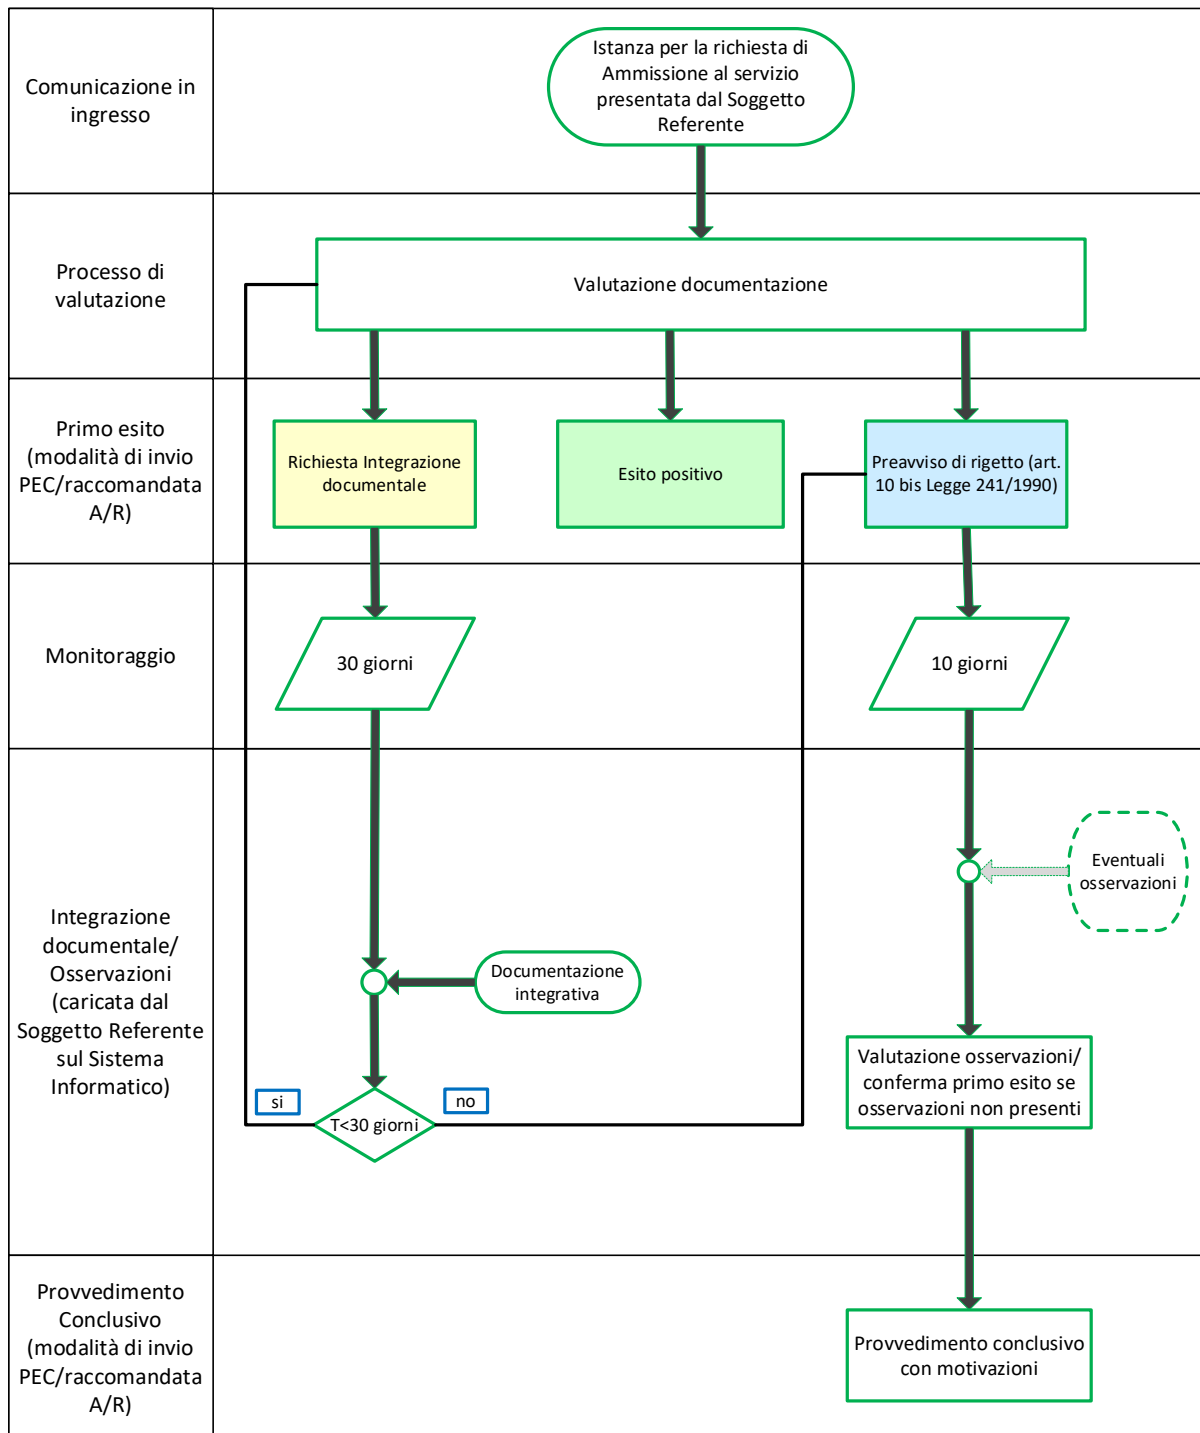 Comunicazione in
ingresso
Istanza per la richiesta di
Ammissione al servizio
presentata dal Soggetto
Referente
Processo di
valutazione
Valutazione documentazione
Primo esito
(modalità di invio
PEC/raccomandata
A/R)
Richiesta Integrazione
documentale
Esito positivo
Preavviso di rigetto (art.
10 bis Legge 241/1990)
Monitoraggio
30 giorni
10 giorni
Integrazione
documentale/
Osservazioni
(caricata dal
Soggetto Referente
sul Sistema
Informatico)
Eventuali
osservazioni
Documentazione
integrativa
Valutazione osservazioni/
conferma primo esito se
osservazioni non presenti
si
no
T<30 giorni
Provvedimento
Conclusivo
(modalità di invio
PEC/raccomandata
A/R)
Provvedimento conclusivo
con motivazioni